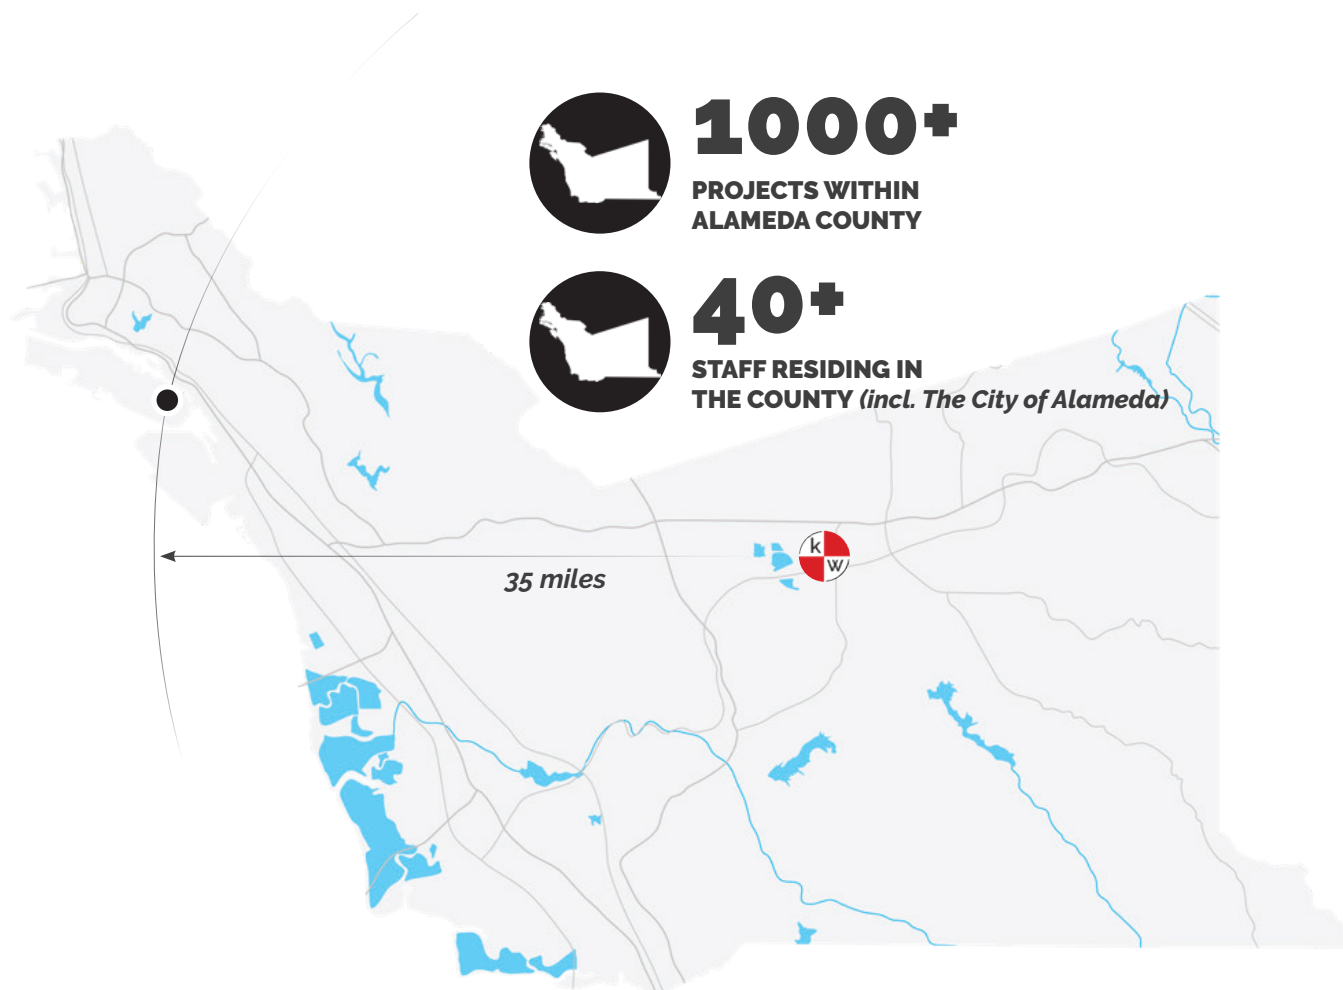 1000+
PROJECTS WITHIN
ALAMEDA COUNTY
40+
STAFF RESIDING IN
THE COUNTY (incl. The City of Alameda)
k
w
35 miles